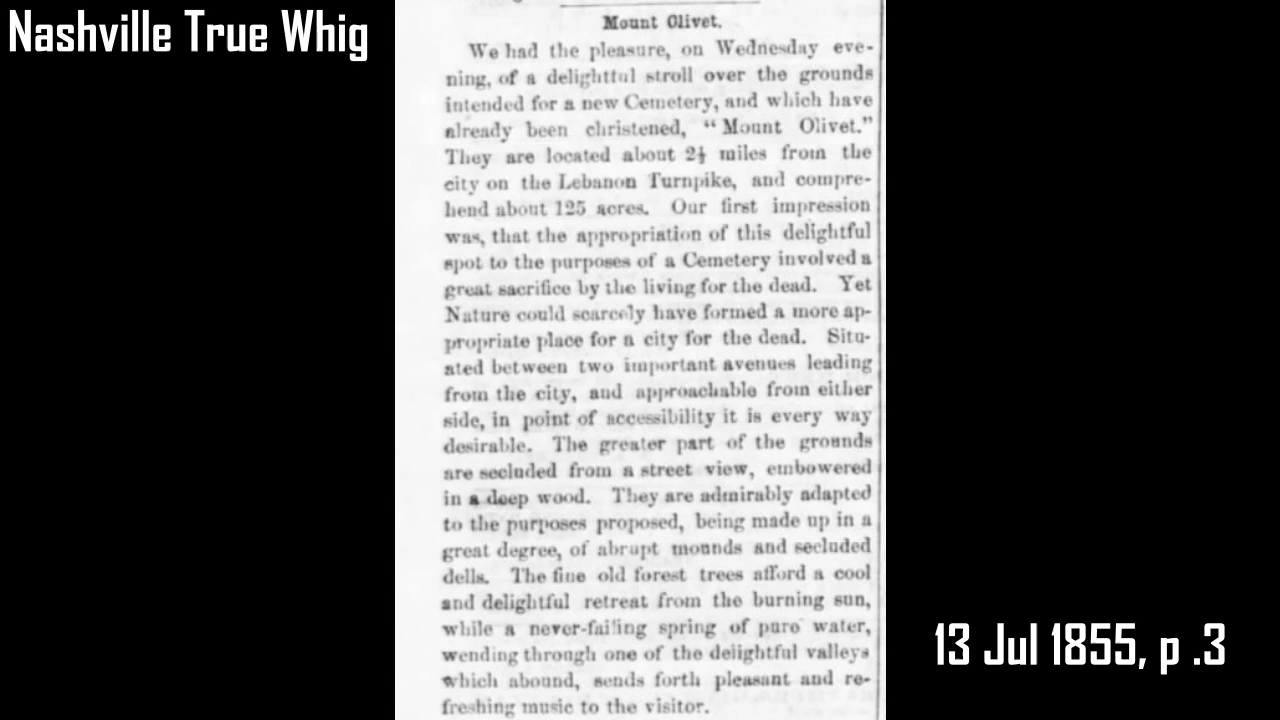 Nashville True Whig
Mount Olivet.
We had the pleasure, on Wednesday eve-
ning, of a delightful stroll over the grounds
intended for a new Cemetery, and which have
already been christened, "Mount Olivet."
They are located about 2½ miles from the
city on the Lebanon Turnpike, and compre-
hend about 125 acres. Our first impression
was, that the appropriation of this delightful
spot to the purposes of a Cemetery involved a
great sacrifice by the living for the dead. Yet
Nature could scarcely have formed a more ap-
propriate place for a city for the dead. Situ-
ated between two important avenues leading
from the city, and approachable from either
side, in point of accessibility it is every way
desirable. The greater part of the grounds
are secluded from a street view, embowered
in a deep wood. They are admirably adapted
to the purposes proposed, being made up in a
great degree, of abrupt mounds and secluded
dells. The fine old forest trees afford a cool
and delightful retreat from the burning sun,
while a never-failing spring of pure water,
wending through one of the delightful valleys
which abound, sends forth pleasant and re-
freshing music to the visitor.
13 Jul 1855, p .3